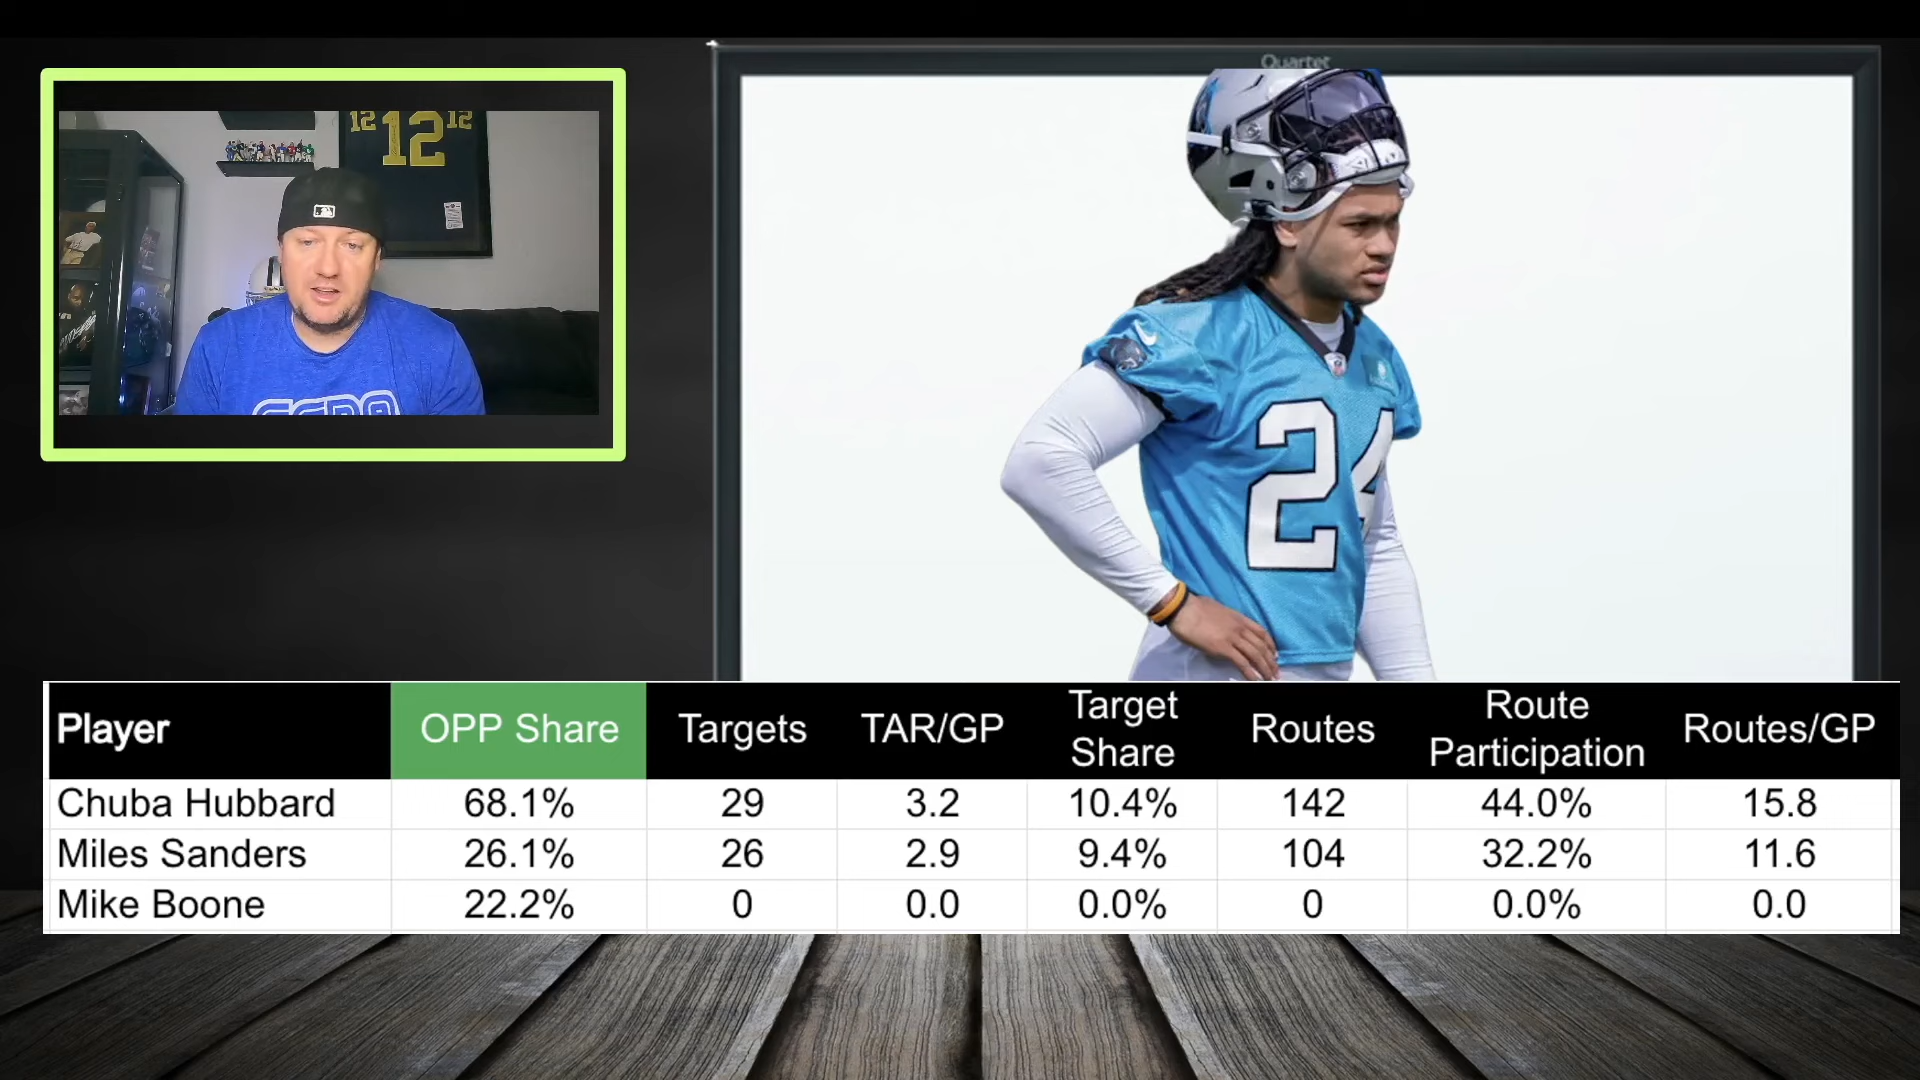 Quartet
12 12 12
24
Player OPP Share Targets TAR/GP Target Share Routes Route Participation Routes/GP
Chuba Hubbard 68.1% 29 3.2 10.4% 142 44.0% 15.8
Miles Sanders 26.1% 26 2.9 9.4% 104 32.2% 11.6
Mike Boone 22.2% 0 0.0 0.0% 0 0.0% 0.0